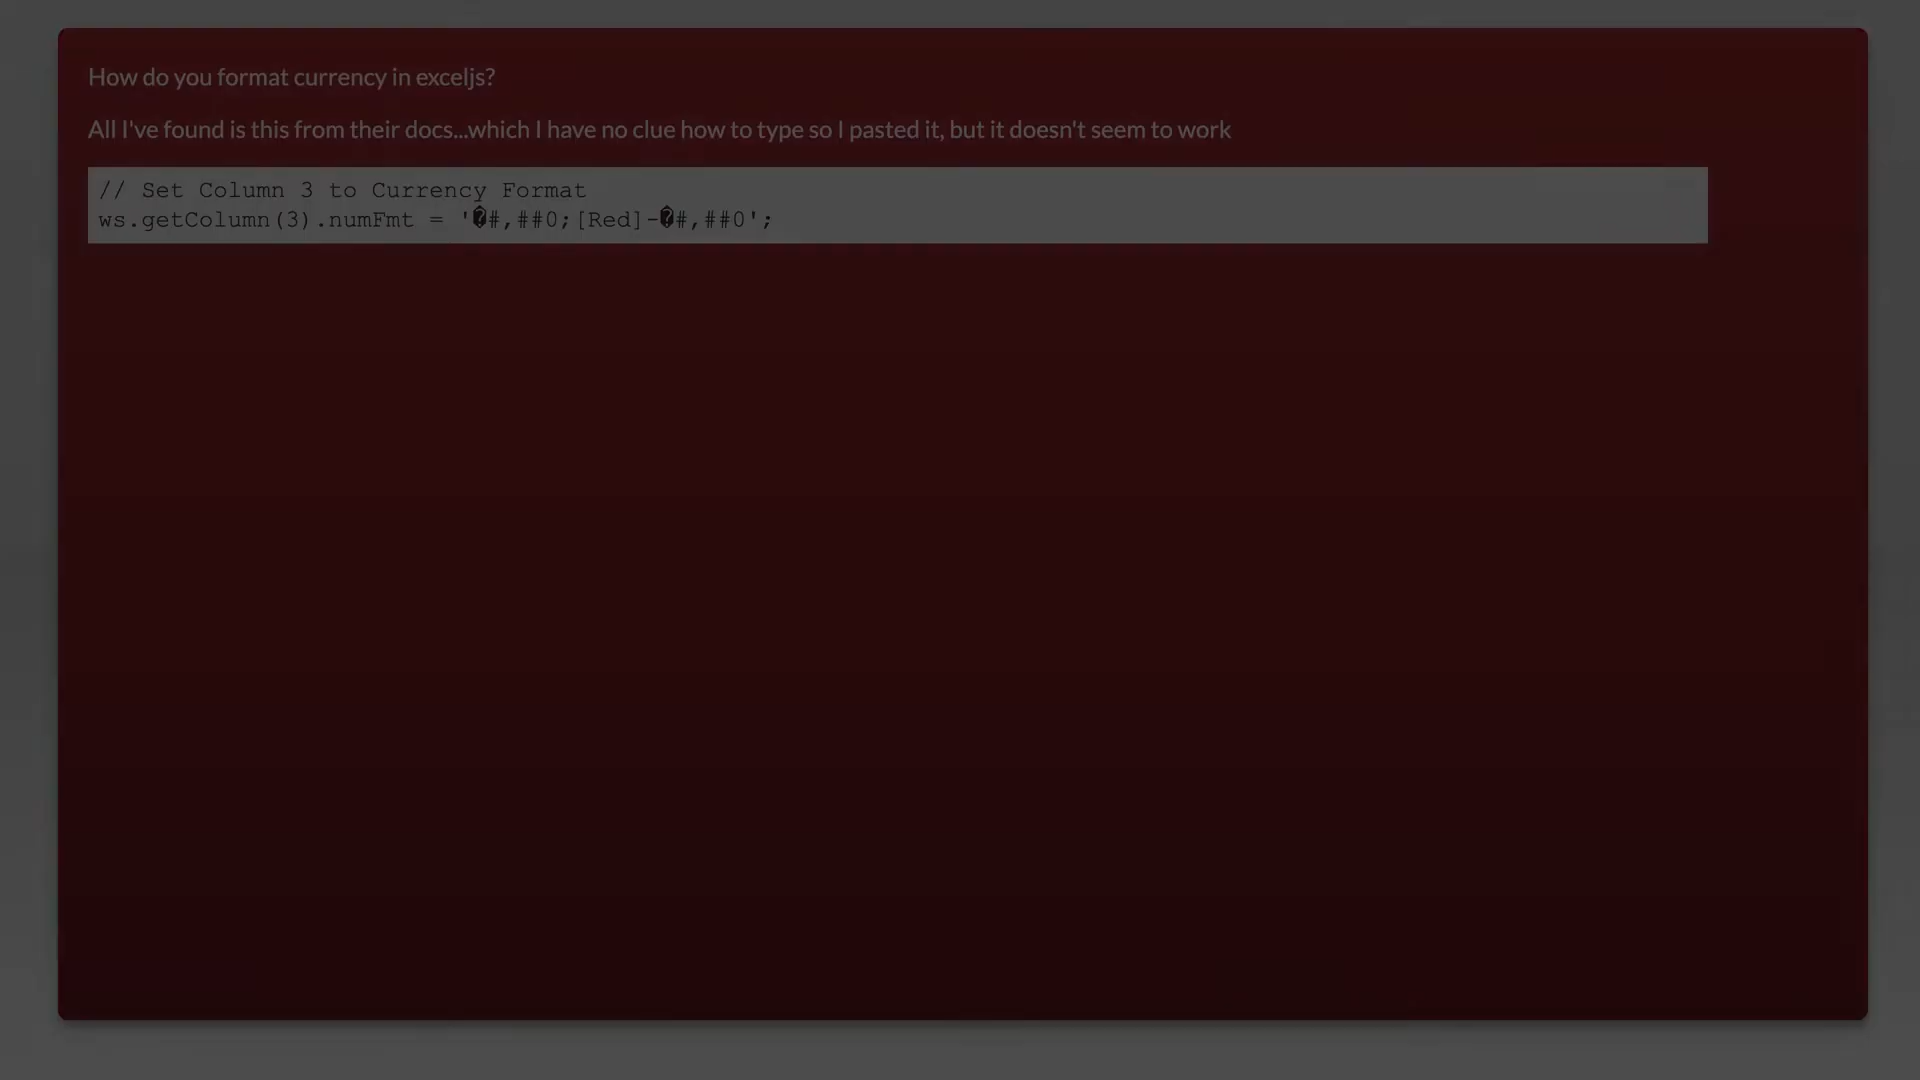 How do you format currency in exceljs?
All I've found is this from their docs...which I have no clue how to type so I pasted it, but it doesn't seem to work
// Set Column 3 to Currency Format
ws.getColumn(3).numFmt = '�#,##0;[Red]-�#,##0';